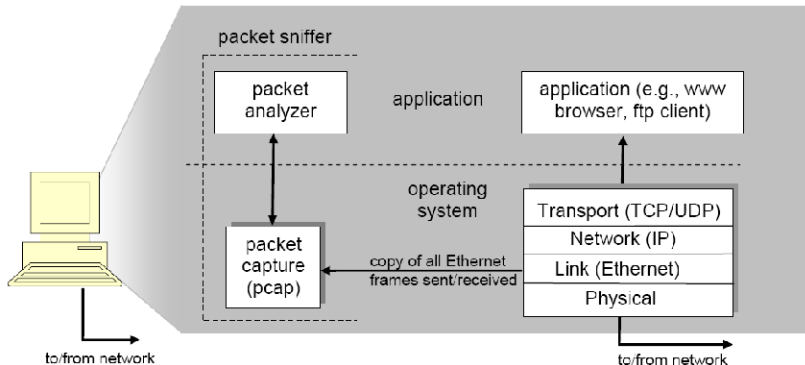 packet sniffer
packet
analyzer
application
application (e.g., www
browser, ftp client)
operating
system
packet
capture
(pcap)
copy of all Ethernet
frames sent/received
Transport (TCP/UDP)
Network (IP)
Link (Ethernet)
Physical
to/from network
to/from network